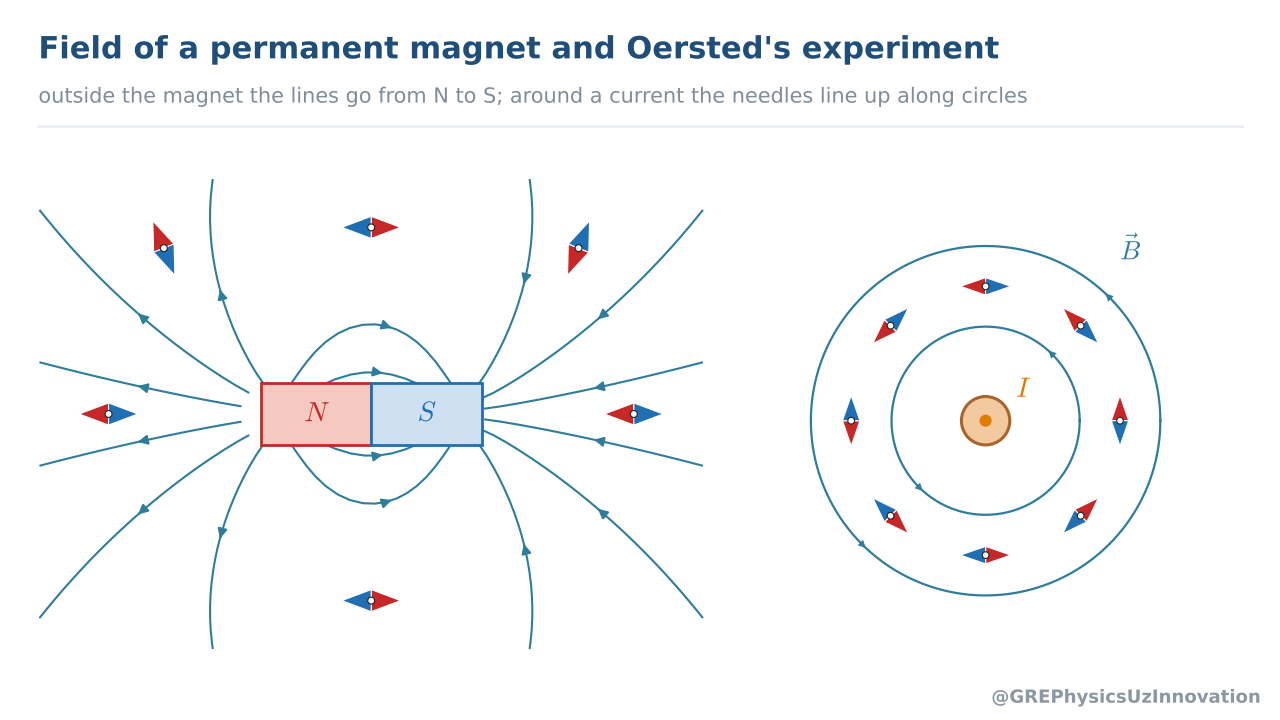 Field of a permanent magnet and Oersted's experiment
outside the magnet the lines go from N to S; around a current the needles line up along circles
N S
I
B⃗
@GREPhysicsUzInnovation